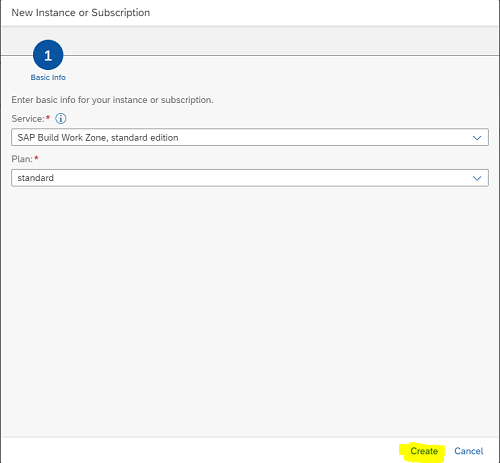 New Instance or Subscription
1
Basic Info
Enter basic info for your instance or subscription.
Service:*
SAP Build Work Zone, standard edition
Plan:*
standard
Create Cancel